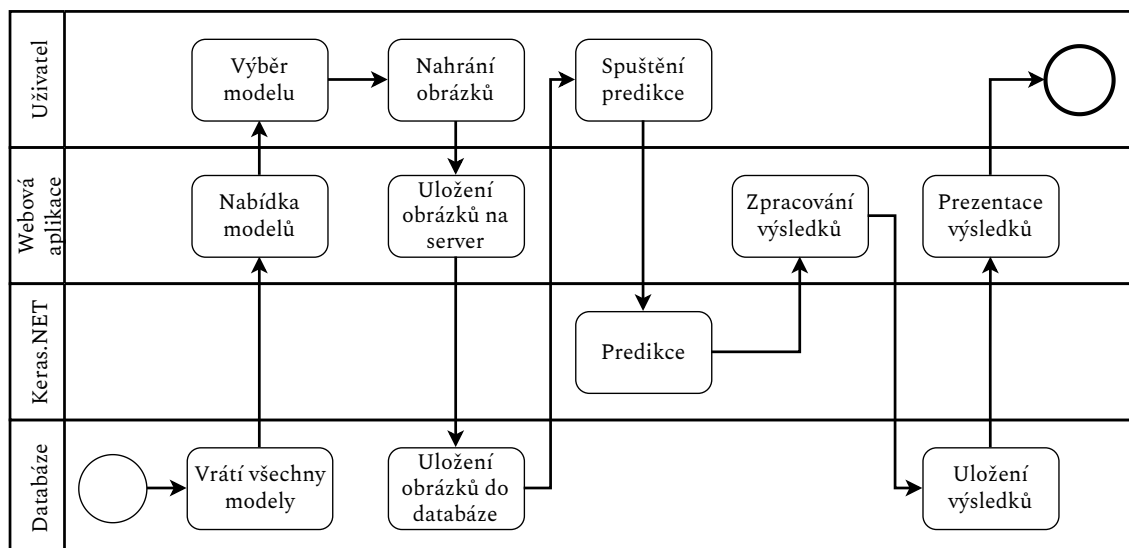 Uživatel
Výběr
modelu
Nahrání
obrázků
Spuštění
predikce
Webová
aplikace
Nabídka
modelů
Uložení
obrázků na
server
Zpracování
výsledků
Prezentace
výsledků
Keras.NET
Predikce
Databáze
Vrátí všechny
modely
Uložení
obrázků do
databáze
Uložení
výsledků